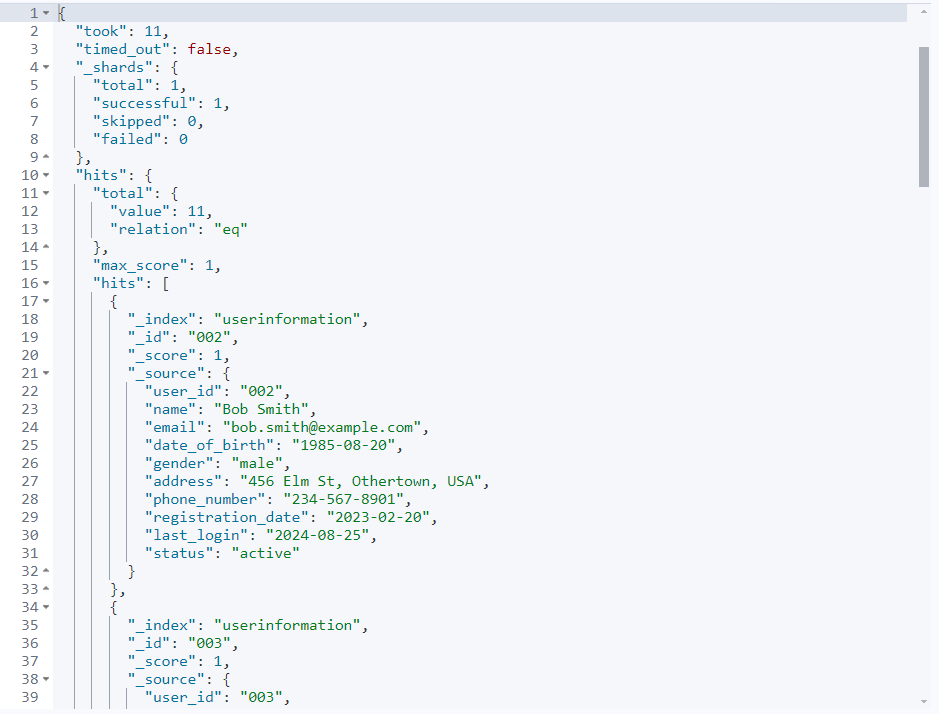 1 {
2 "took": 11,
3 "timed_out": false,
4 "_shards": {
5 "total": 1,
6 "successful": 1,
7 "skipped": 0,
8 "failed": 0
9 },
10 "hits": {
11 "total": {
12 "value": 11,
13 "relation": "eq"
14 },
15 "max_score": 1,
16 "hits": [
17 {
18 "_index": "userinformation",
19 "_id": "002",
20 "_score": 1,
21 "_source": {
22 "user_id": "002",
23 "name": "Bob Smith",
24 "email": "bob.smith@example.com",
25 "date_of_birth": "1985-08-20",
26 "gender": "male",
27 "address": "456 Elm St, Othertown, USA",
28 "phone_number": "234-567-8901",
29 "registration_date": "2023-02-20",
30 "last_login": "2024-08-25",
31 "status": "active"
32 }
33 },
34 {
35 "_index": "userinformation",
36 "_id": "003",
37 "_score": 1,
38 "_source": {
39 "user_id": "003",